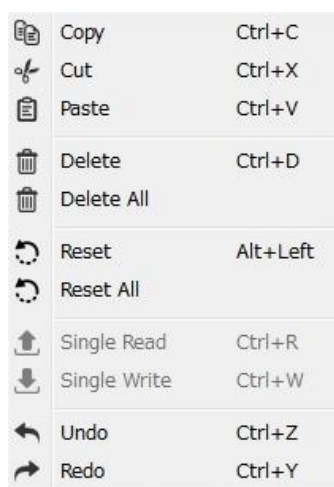 Copy Ctrl+C
Cut Ctrl+X
Paste Ctrl+V
Delete Ctrl+D
Delete All
Reset Alt+Left
Reset All
Single Read Ctrl+R
Single Write Ctrl+W
Undo Ctrl+Z
Redo Ctrl+Y